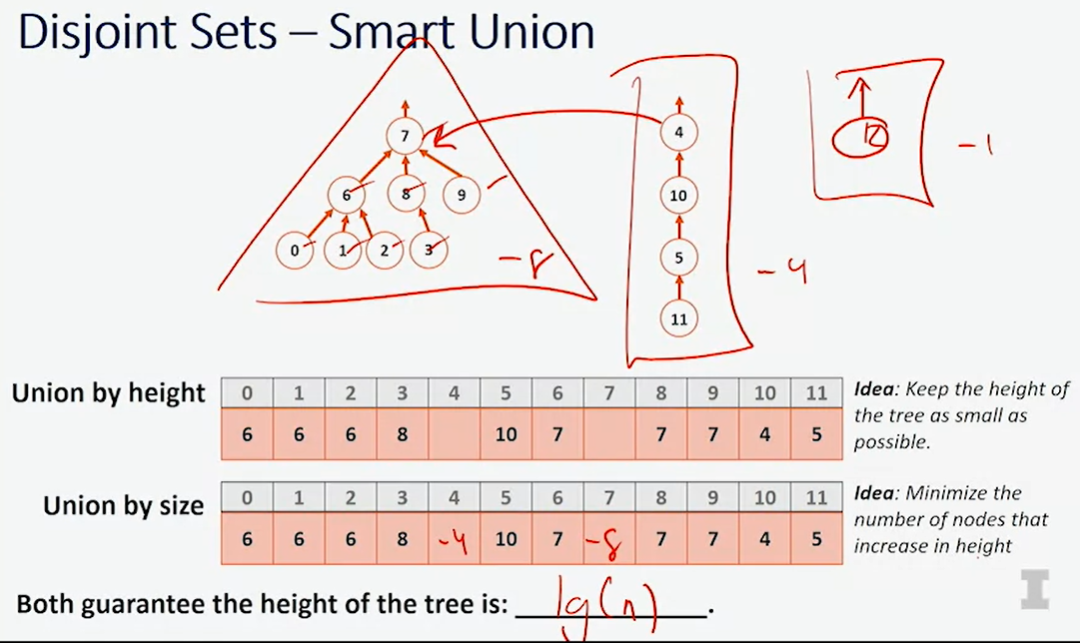 Disjoint Sets – Smart Union
7
4
12
-1
6 8 9
10
0 1 2 3
-8
5
-4
11
Union by height
0 1 2 3 4 5 6 7 8 9 10 11
6 6 6 8 10 7 7 7 4 5
Idea: Keep the height of
the tree as small as
possible.
Union by size
0 1 2 3 4 5 6 7 8 9 10 11
6 6 6 8 -4 10 7 -8 7 7 4 5
Idea: Minimize the
number of nodes that
increase in height
Both guarantee the height of the tree is: lg(n).
I